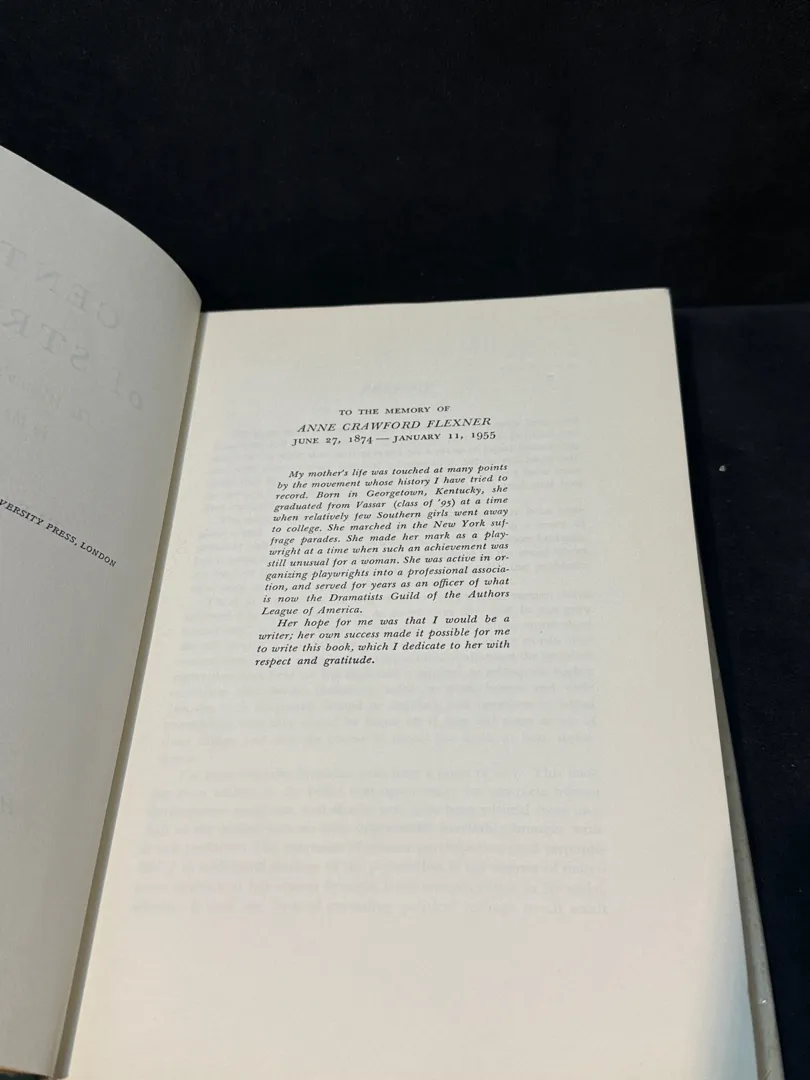 VERSITY PRESS, LONDON
TO THE MEMORY OF
ANNE CRAWFORD FLEXNER
JUNE 27, 1874 — JANUARY 11, 1955
My mother's life was touched at many points
by the movement whose history I have tried to
record. Born in Georgetown, Kentucky, she
graduated from Vassar (class of '95) at a time
when relatively few Southern girls went away
to college. She marched in the New York suf-
frage parades. She made her mark as a play-
wright at a time when such an achievement was
still unusual for a woman. She was active in or-
ganizing playwrights into a professional associa-
tion, and served for years as an officer of what
is now the Dramatists Guild of the Authors
League of America.
Her hope for me was that I would be a
writer; her own success made it possible for me
to write this book, which I dedicate to her with
respect and gratitude.